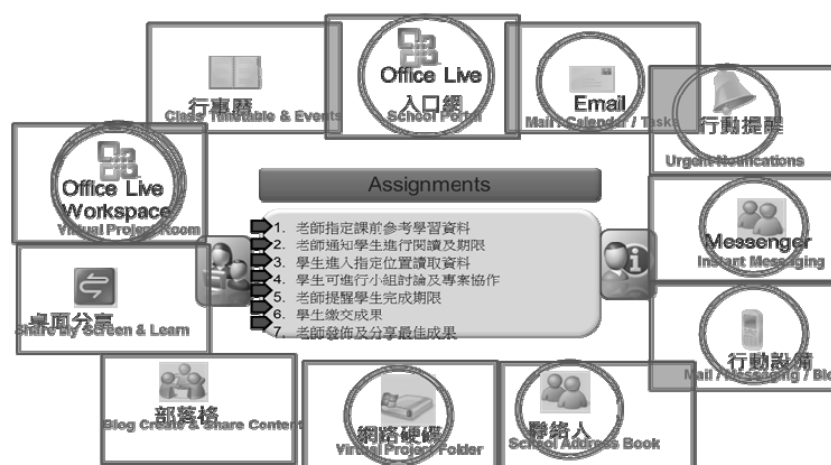 行事曆
Class Timetable & Events
Office Live
入口網
School Portal
Email
Mail / Calendar / Tasks
行動提醒
Urgent Notifications
Office Live
Workspace
Virtual Project Room
Assignments
1. 老師指定課前參考學習資料
2. 老師通知學生進行閱讀及期限
3. 學生進入指定位置讀取資料
4. 學生可進行小組討論及專案協作
5. 老師提醒學生完成期限
6. 學生繳交成果
7. 老師發佈及分享最佳成果
Messenger
Instant Messaging
桌面分享
Share My Screen & Learn
行動設備
Mail / Messaging / Blog
部落格
Blog Create & Share Content
網路硬碟
Virtual Project Folder
聯絡人
School Address Book